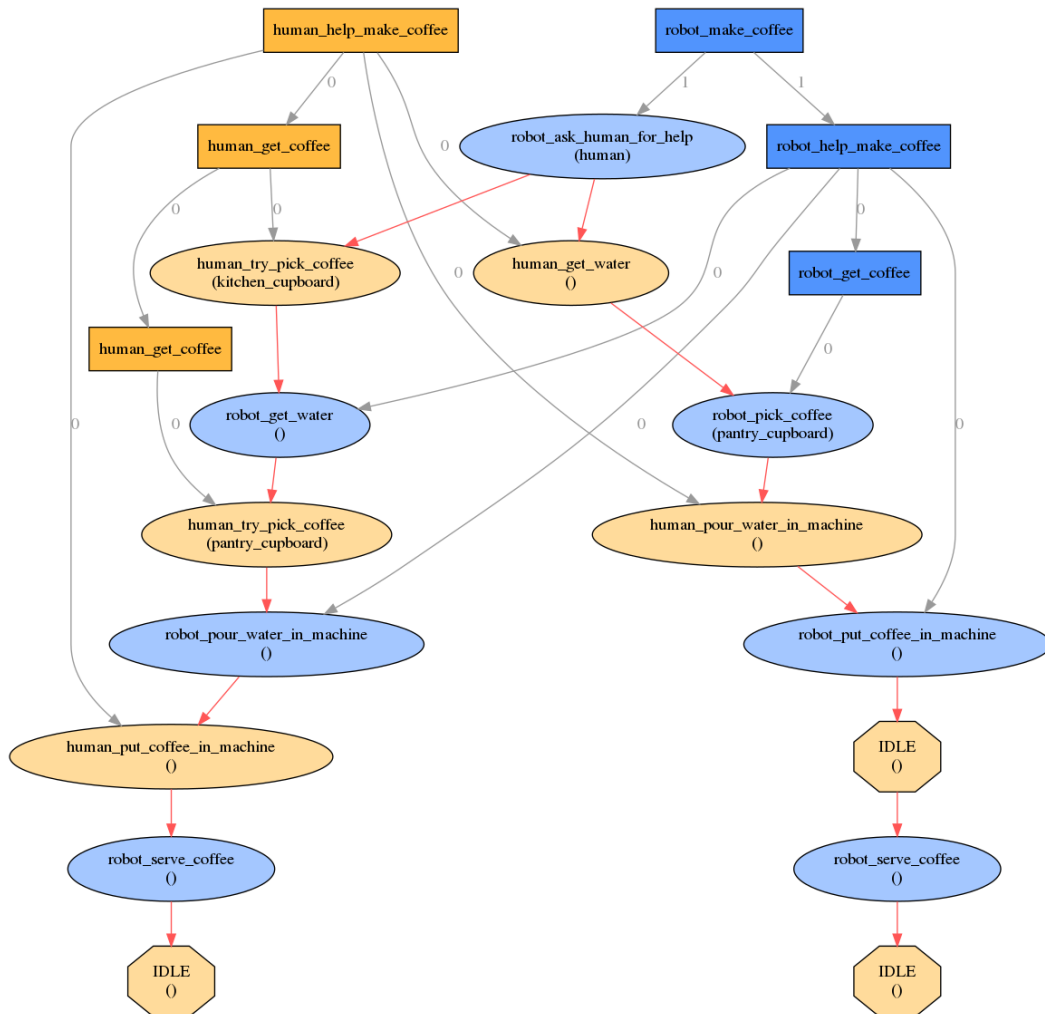 human_help_make_coffee
robot_make_coffee
0
1
1
human_get_coffee
robot_ask_human_for_help
(human)
robot_help_make_coffee
0
0
0
0
human_try_pick_coffee
(kitchen_cupboard)
human_get_water
()
0
0
robot_get_coffee
human_get_coffee
0
robot_get_water
()
robot_pick_coffee
(pantry_cupboard)
0
0
0
0
human_try_pick_coffee
(pantry_cupboard)
human_pour_water_in_machine
()
robot_pour_water_in_machine
()
robot_put_coffee_in_machine
()
human_put_coffee_in_machine
()
IDLE
()
robot_serve_coffee
()
robot_serve_coffee
()
IDLE
()
IDLE
()